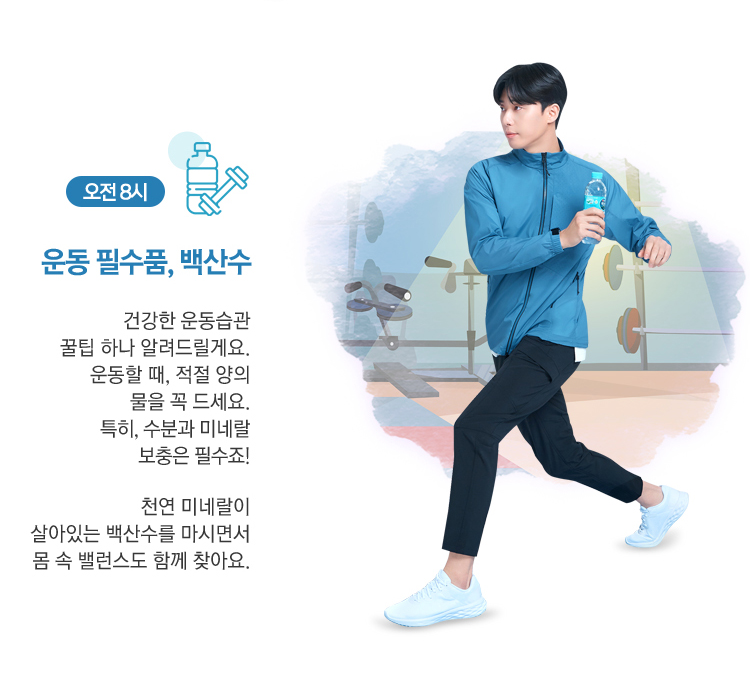 오전 8시
운동 필수품, 백산수
건강한 운동습관
꿀팁 하나 알려드릴게요.
운동할 때, 적절 양의
물을 꼭 드세요.
특히, 수분과 미네랄
보충은 필수죠!
천연 미네랄이
살아있는 백산수를 마시면서
몸 속 밸런스도 함께 찾아요.